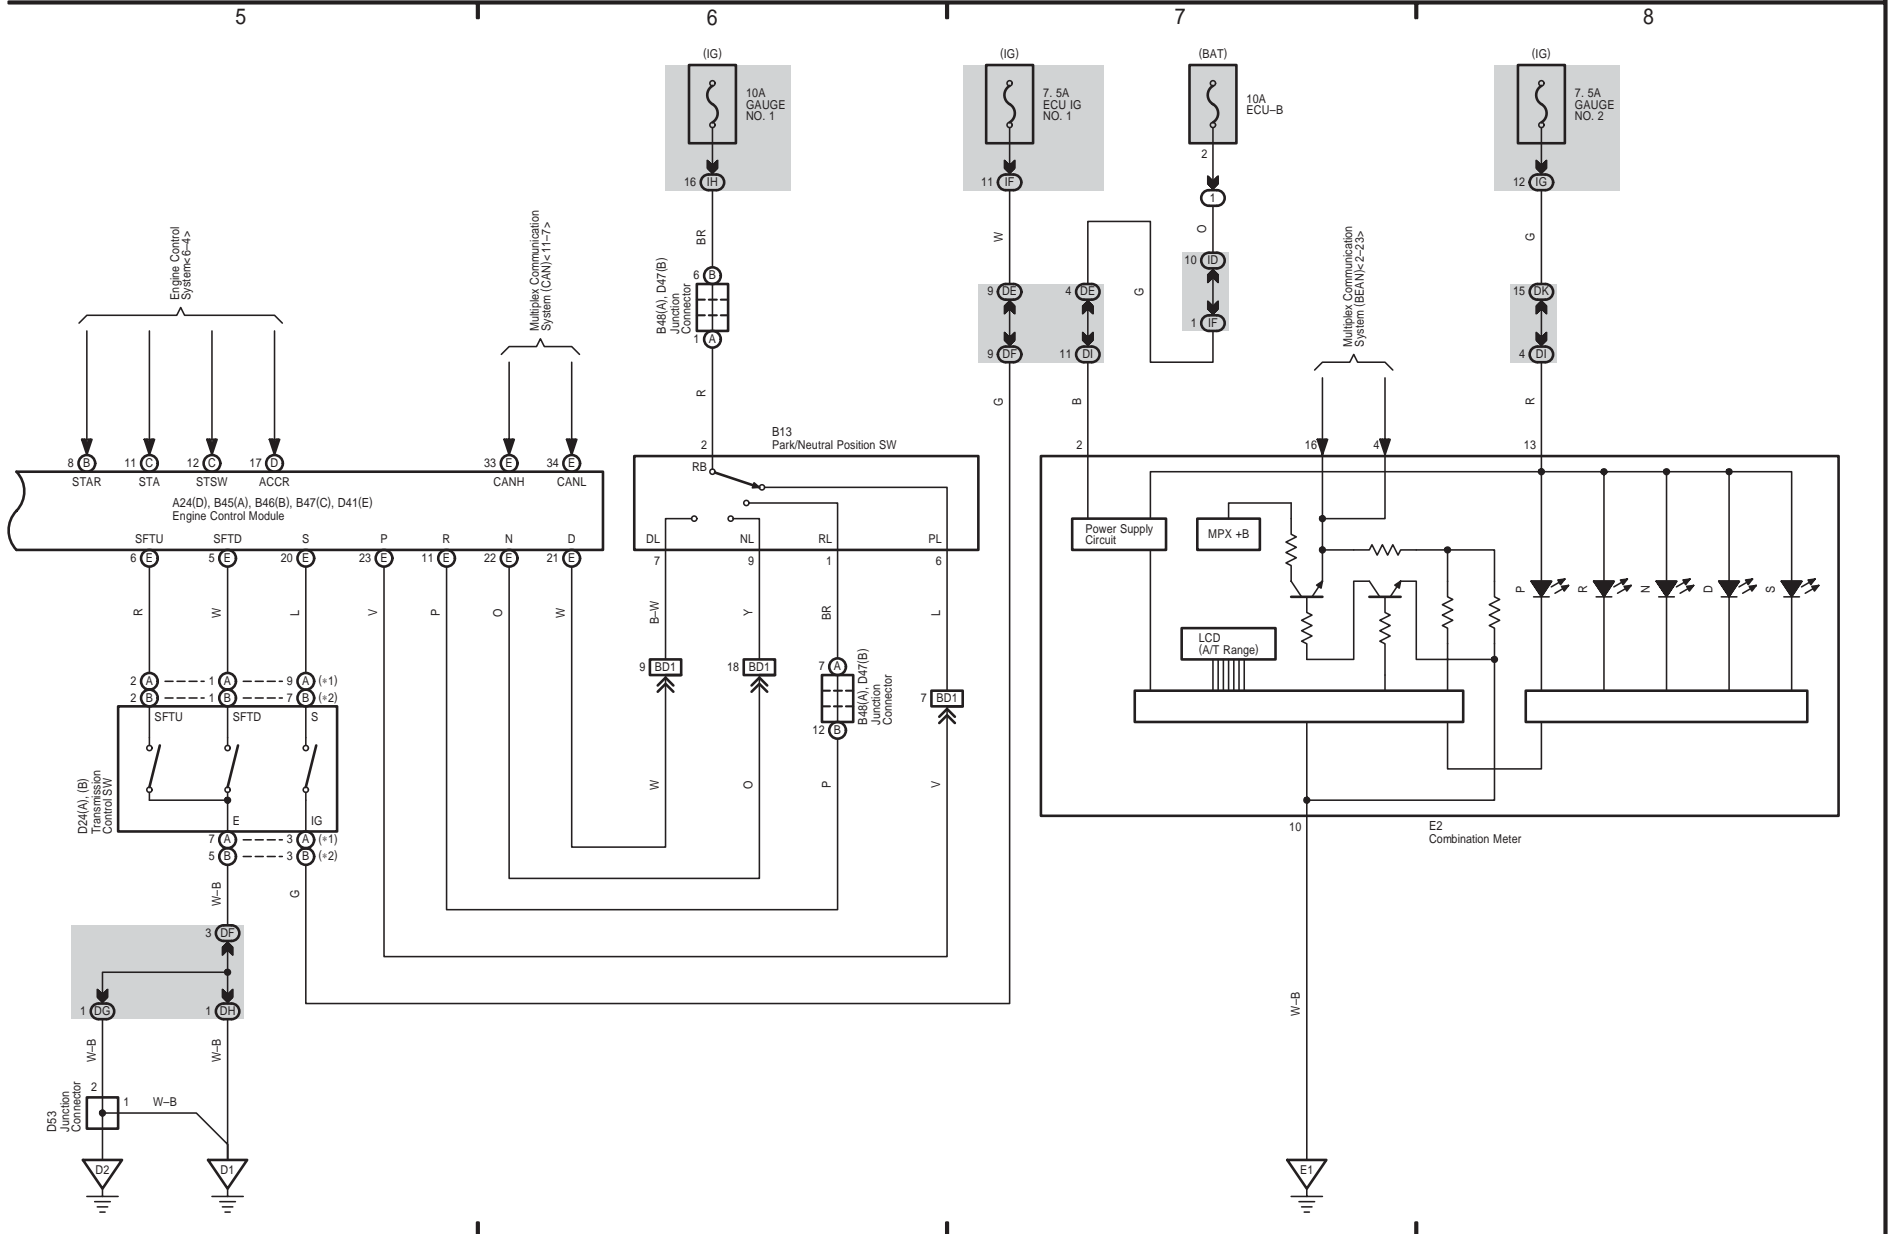 5
6
7
8
(IG)
10A
GAUGE
NO. 1
16 IH
(IG)
7. 5A
ECU IG
NO. 1
11 IF
(BAT)
10A
ECU–B
2
1
(IG)
7. 5A
GAUGE
NO. 2
12 IG
Engine Control
System<6–4>
Multiplex Communication
System (CAN)<11–7>
BR
6 B
B48(A), D47(B)
Junction
Connector
1 A
R
W
9 DE
9 DF
G
4 DE
11 DI
B
G
O
10 ID
1 IF
Multiplex Communication
System (BEAN)<2–23>
G
15 DK
4 DI
R
8 B
11 C
12 C
17 D
33 E
34 E
STAR
STA
STSW
ACCR
CANH
CANL
A24(D), B45(A), B46(B), B47(C), D41(E)
Engine Control Module
SFTU
SFTD
S
P
R
N
D
6 E
5 E
20 E
23 E
11 E
22 E
21 E
R
W
L
V
P
O
W
B13
Park/Neutral Position SW
2
RB
DL
NL
RL
PL
7
9
1
6
B–W
Y
BR
L
9 BD1
18 BD1
7 A
B48(A), D47(B)
Junction
Connector
12 B
7 BD1
W
O
P
V
2
16
4
13
Power Supply
Circuit
MPX +B
LCD
(A/T Range)
P
R
N
D
S
10
E2
Combination Meter
2 A
1 A
9 A (*1)
2 B
1 B
7 B (*2)
SFTU
SFTD
S
D24(A), (B)
Transmission
Control SW
E
IG
7 A
3 A (*1)
5 B
3 B (*2)
W–B
G
3 DF
1 DG
1 DH
W–B
W–B
D53
Junction
Connector
2
1
W–B
D2
D1
W–B
E1